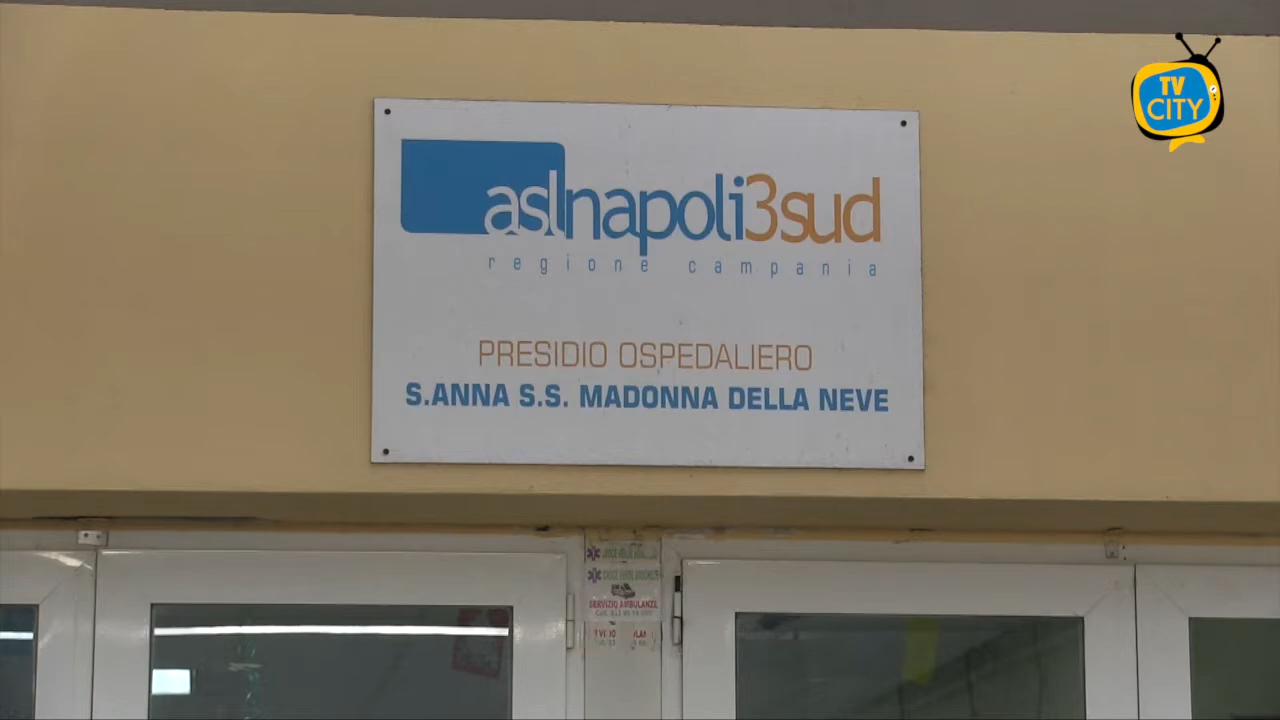 TV
CITY
aslnapoli3sud
regione campania
PRESIDIO OSPEDALIERO
S.ANNA S.S. MADONNA DELLA NEVE
SERVIZIO AMBULANZE